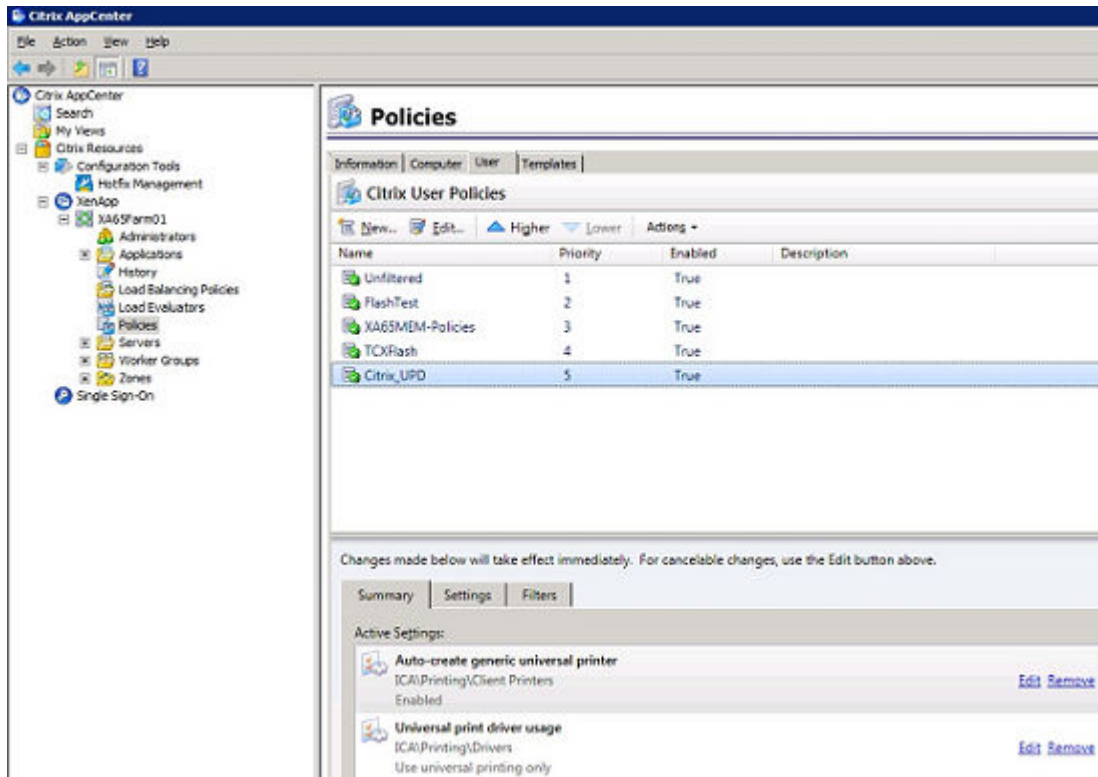 Citrix AppCenter
File Action View Help
Citrix AppCenter
Search
My Views
Citrix Resources
Configuration Tools
Hotfix Management
XenApp
XA65Farm01
Administrators
Applications
History
Load Balancing Policies
Load Evaluators
Policies
Servers
Worker Groups
Zones
Single Sign-On
Policies
Information Computer User Templates
Citrix User Policies
New... Edit... Higher Lower Actions
Name Priority Enabled Description
Unfiltered 1 True
FlashTest 2 True
XA65MEM-Policies 3 True
TCXFlash 4 True
Citrix_UPD 5 True
Changes made below will take effect immediately. For cancelable changes, use the Edit button above.
Summary Settings Filters
Active Settings:
Auto-create generic universal printer
ICA\Printing\Client Printers Edit Remove
Enabled
Universal print driver usage
ICA\Printing\Drivers Edit Remove
Use universal printing only